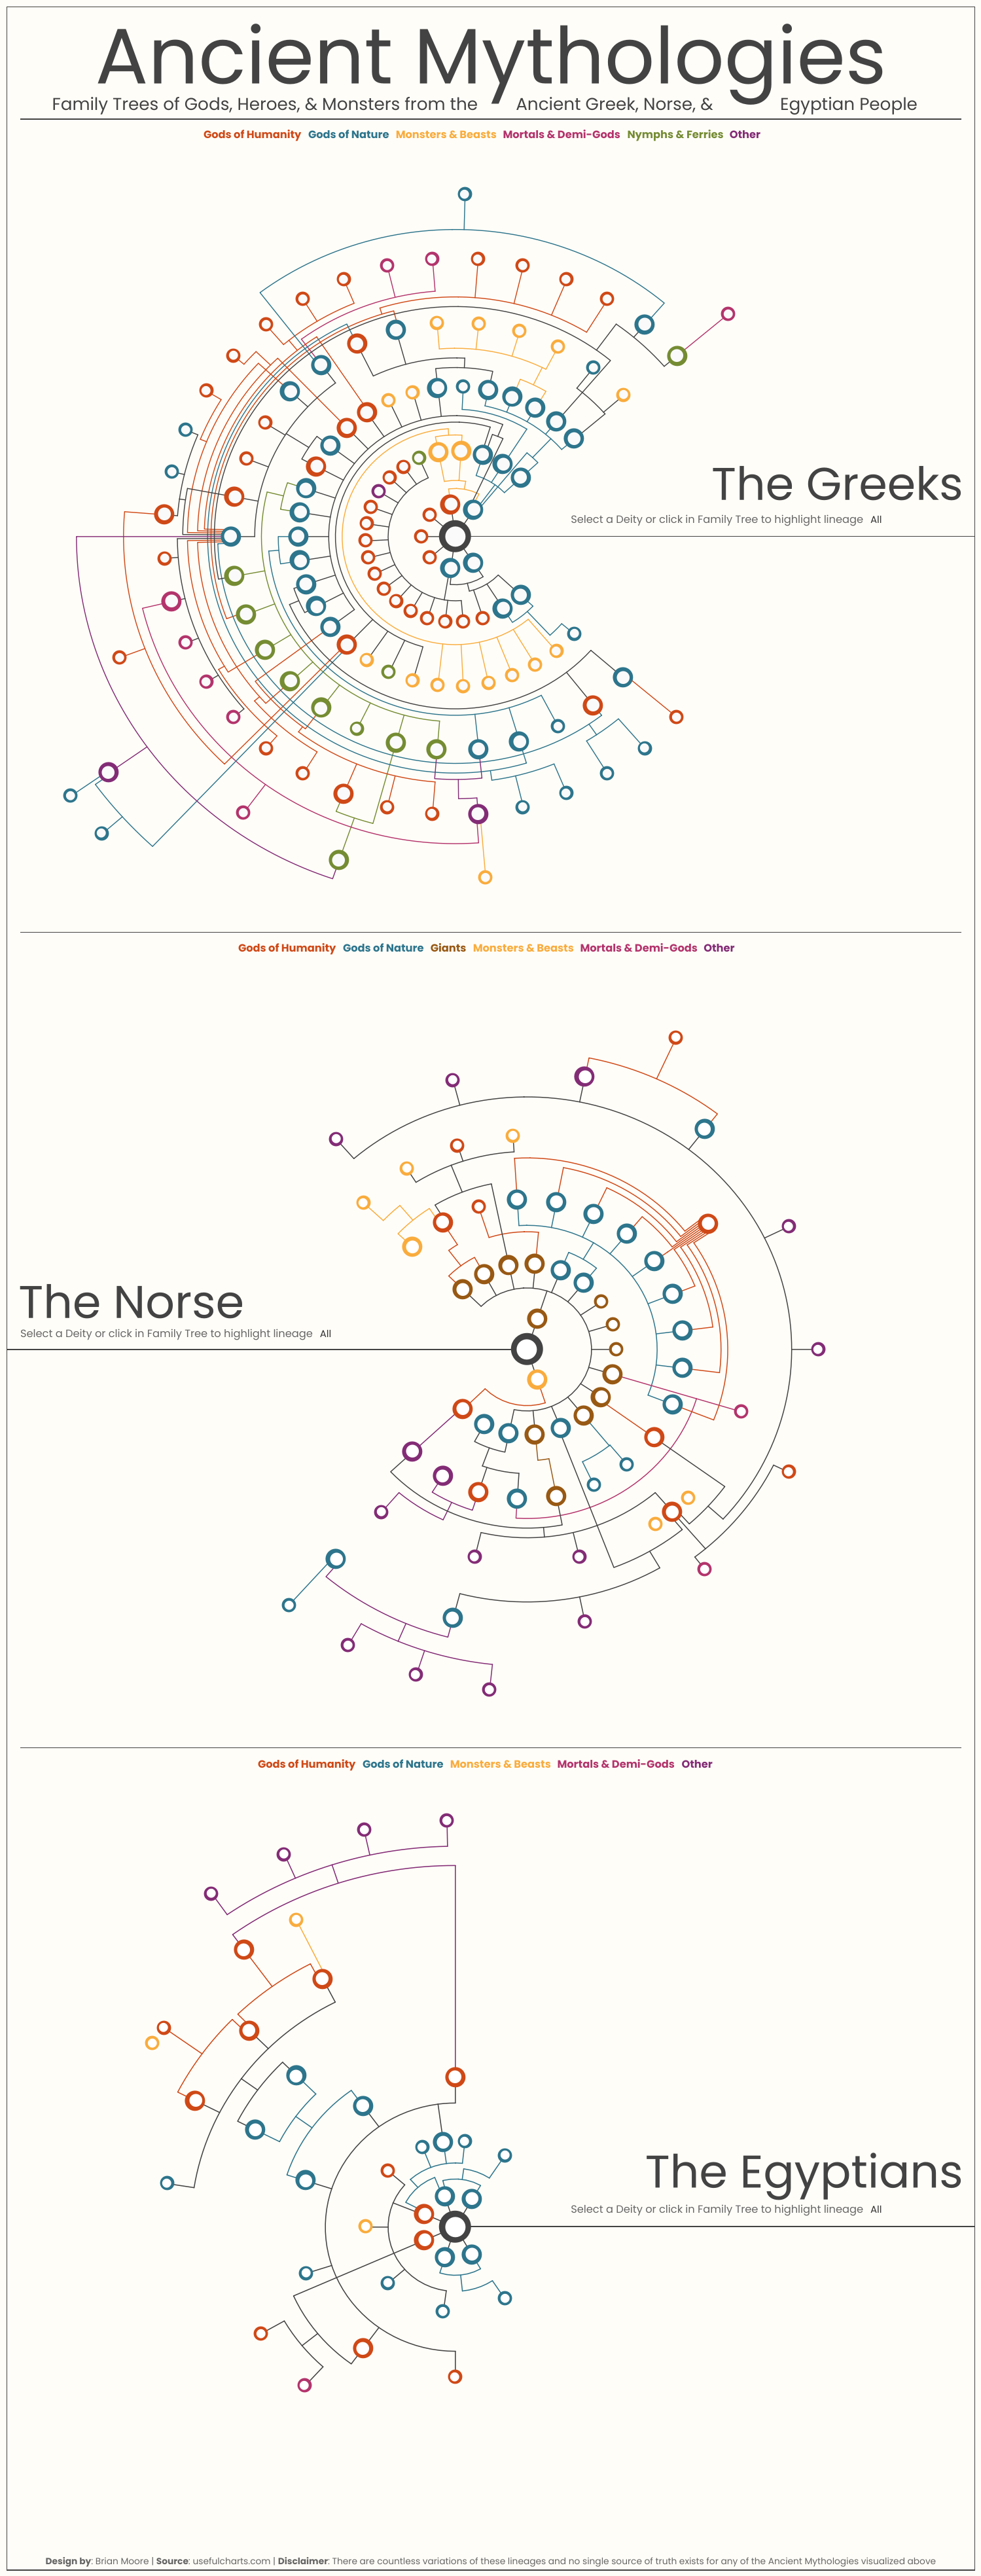 Ancient Mythologies
Family Trees of Gods, Heroes, & Monsters from the Ancient Greek, Norse, & Egyptian People
Gods of Humanity Gods of Nature Monsters & Beasts Mortals & Demi-Gods Nymphs & Ferries Other
The Greeks
Select a Deity or click in Family Tree to highlight lineage All
Gods of Humanity Gods of Nature Giants Monsters & Beasts Mortals & Demi-Gods Other
The Norse
Select a Deity or click in Family Tree to highlight lineage All
Gods of Humanity Gods of Nature Monsters & Beasts Mortals & Demi-Gods Other
The Egyptians
Select a Deity or click in Family Tree to highlight lineage All
Design by: Brian Moore | Source: usefulcharts.com | Disclaimer: There are countless variations of these lineages and no single source of truth exists for any of the Ancient Mythologies visualized above